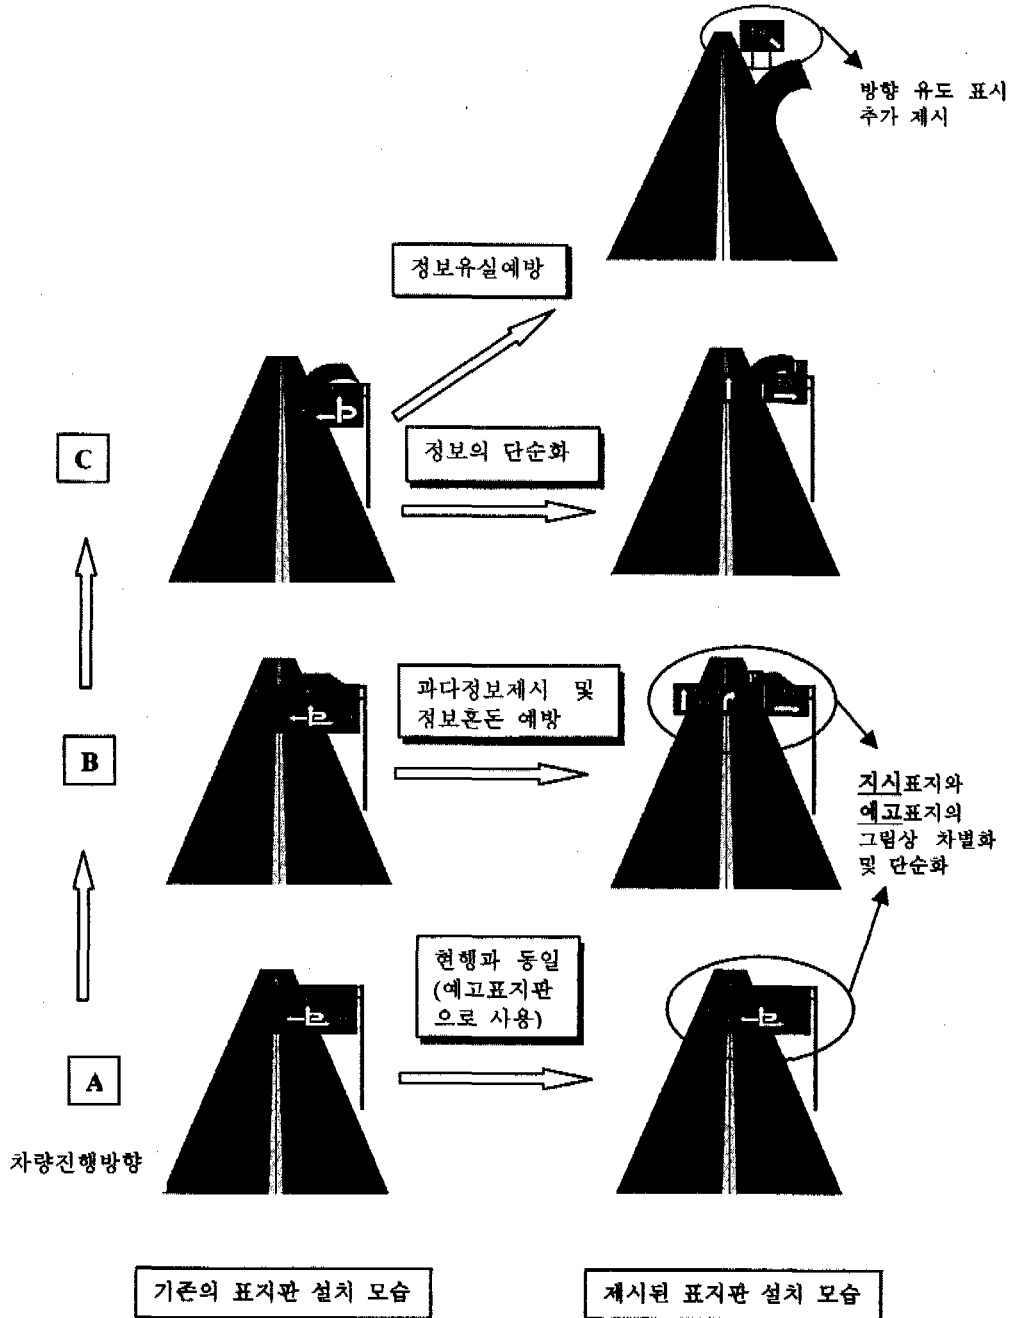 방향 유도 표시
추가 제시
정보유실예방
C
정보의 단순화
B
과다정보제시 및
정보혼돈 예방
지시표지와
예고표지의
그림상 차별화
및 단순화
현행과 동일
(예고표지판
으로 사용)
A
차량진행방향
기존의 표지판 설치 모습
제시된 표지판 설치 모습